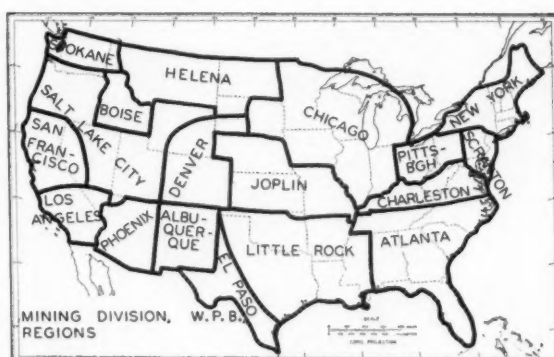 SPOKANE
HELENA
SALT LAKE CITY
BOISE
CHICAGO
NEW YORK
SAN
FRAN-
CISCO
DENVER
PITTS-
BGH
SCRANTON
JOPLIN
LOS
ANGELES
PHOENIX
ALBU-
QUER-
QUE
CHARLESTON
LITTLE ROCK
ATLANTA
EL PASO
MINING DIVISION, W.P.B.,
REGIONS
SCALE